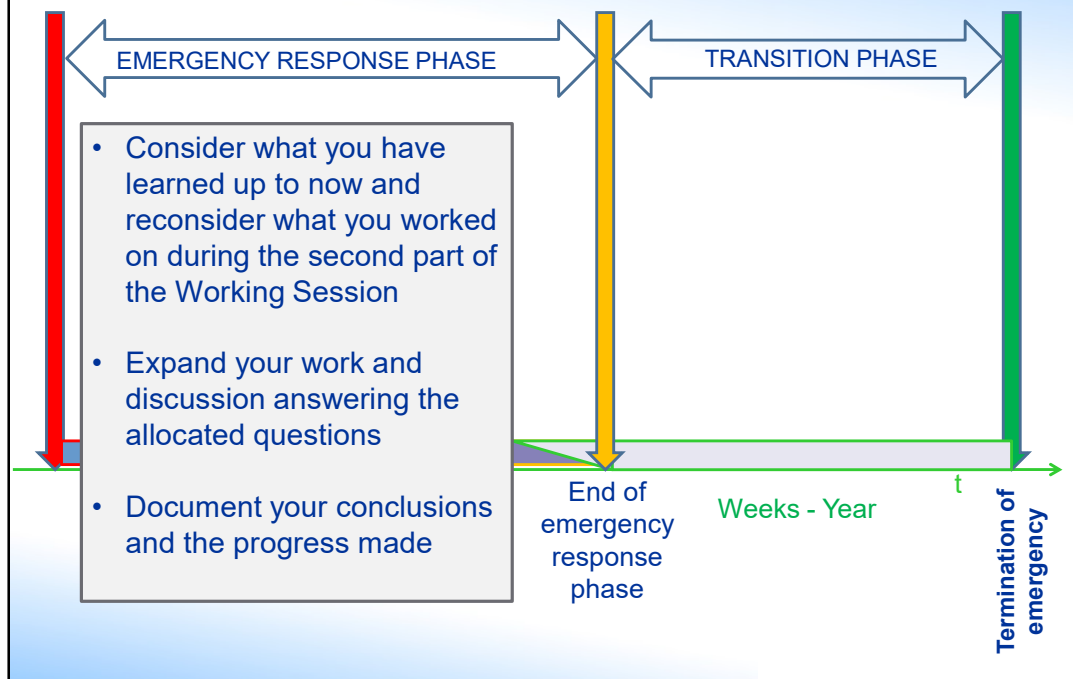 EMERGENCY RESPONSE PHASE
TRANSITION PHASE
• Consider what you have
learned up to now and
reconsider what you worked
on during the second part of
the Working Session
• Expand your work and
discussion answering the
allocated questions
• Document your conclusions
and the progress made
End of
emergency
response
phase
Weeks - Year
t
Termination of
emergency